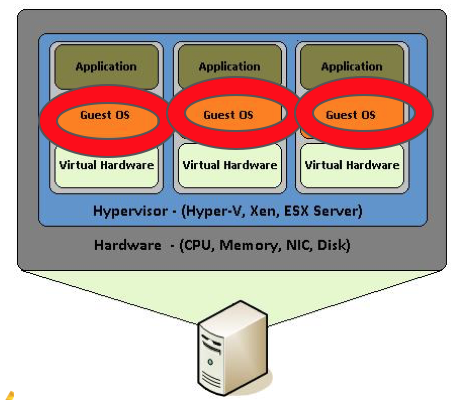 Application Application Application
Guest OS Guest OS Guest OS
Virtual Hardware Virtual Hardware Virtual Hardware
Hypervisor - (Hyper-V, Xen, ESX Server)
Hardware - (CPU, Memory, NIC, Disk)